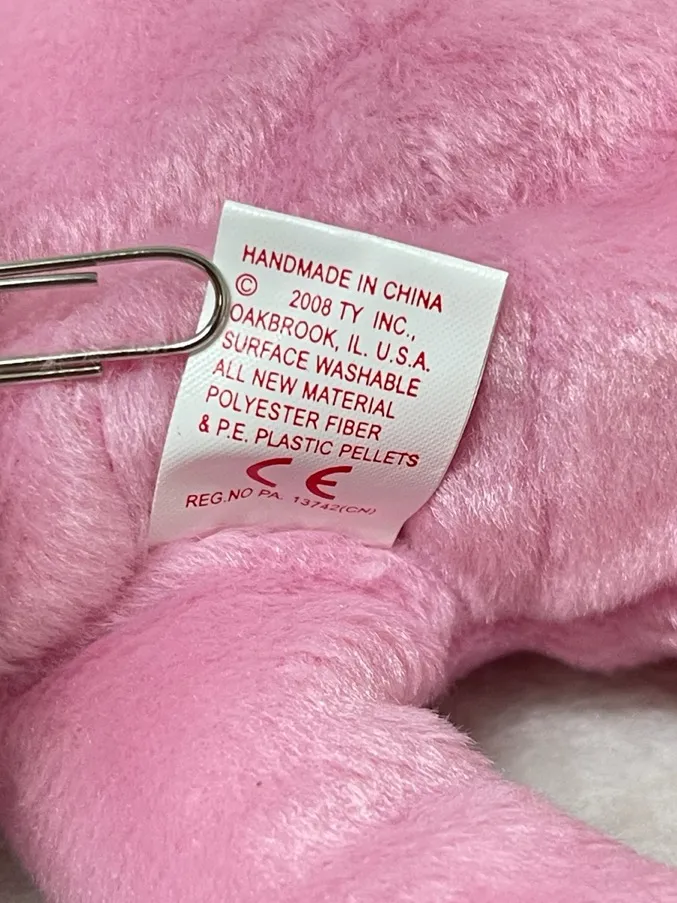 HANDMADE IN CHINA
© 2008 TY INC.,
OAKBROOK, IL. U.S.A.
SURFACE WASHABLE
ALL NEW MATERIAL
POLYESTER FIBER
& P.E. PLASTIC PELLETS
CE
REG.NO PA. 13742(CN)